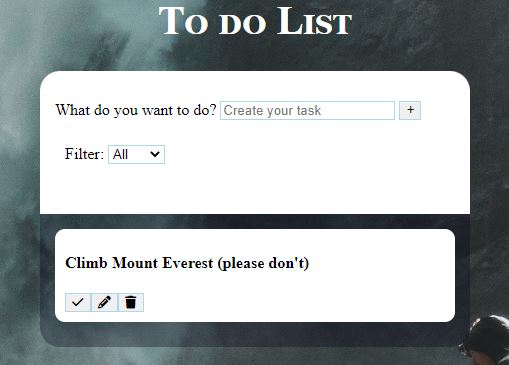 To do List
What do you want to do? Create your task +
Filter: All
Climb Mount Everest (please don't)